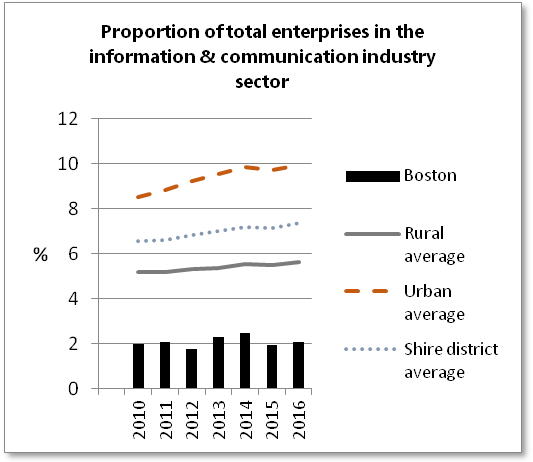 Proportion of total enterprises in the
information & communication industry
sector
12
10
8
6
4
2
0
%
2010
2011
2012
2013
2014
2015
2016
Boston
Rural
average
Urban
average
Shire district
average